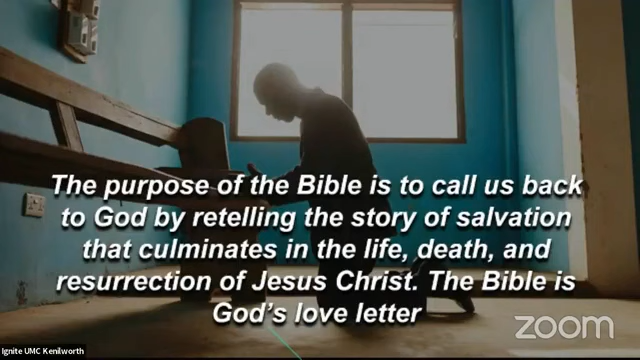 The purpose of the Bible is to call us back
to God by retelling the story of salvation
that culminates in the life, death, and
resurrection of Jesus Christ. The Bible is
God’s love letter
zoom
Ignite UMC Kenilworth